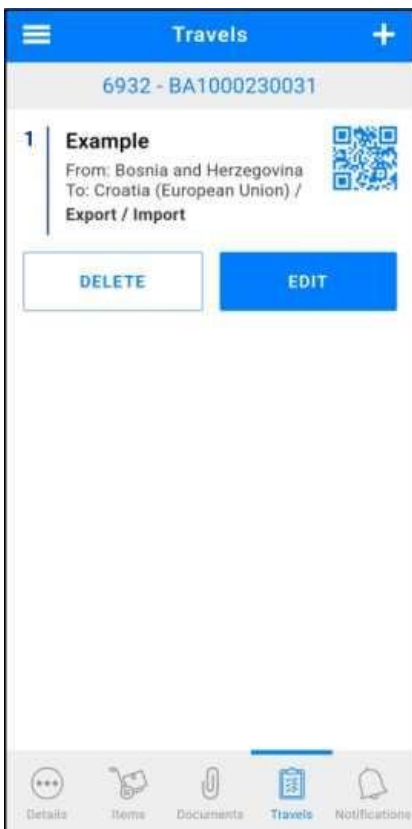 Travels
6932 - BA1000230031
1
Example
From: Bosnia and Herzegovina
To: Croatia (European Union) /
Export / Import
DELETE
EDIT
Details
Items
Documents
Travels
Notifications